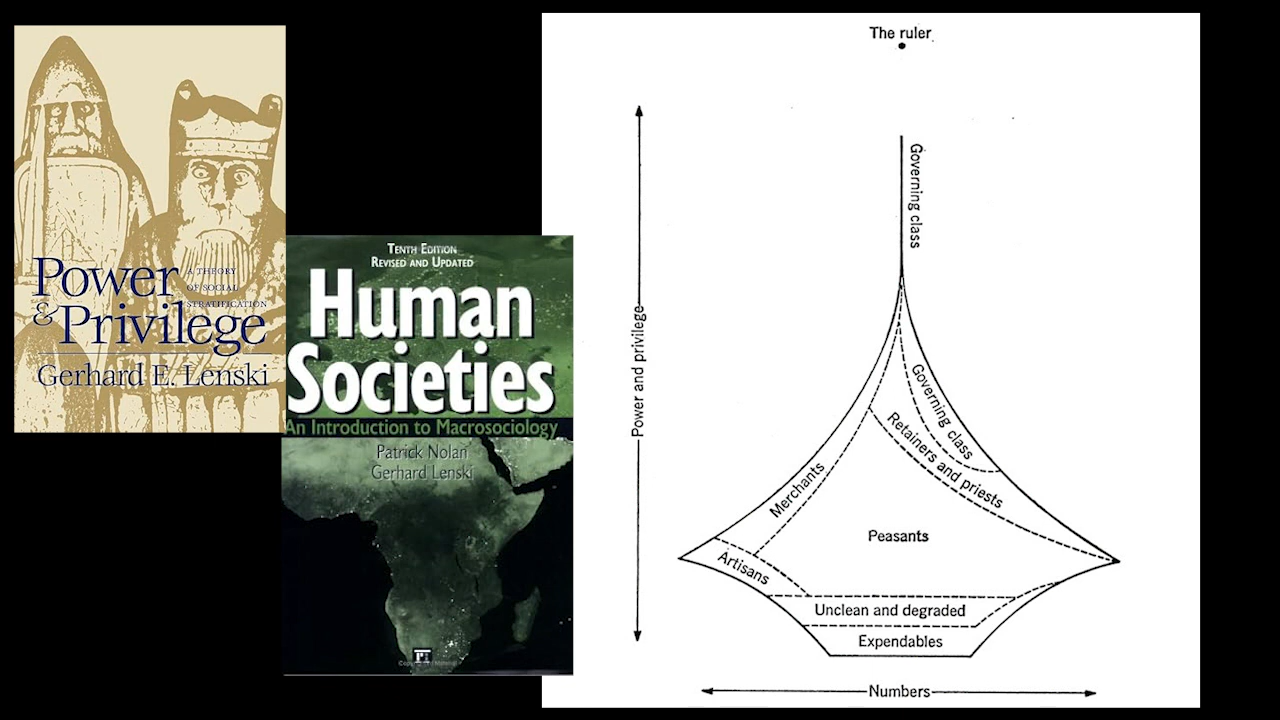 Power
& Privilege
A THEORY
OF SOCIAL
STRATIFICATION
Gerhard E. Lenski
TENTH EDITION
REVISED AND UPDATED
Human
Societies
An Introduction to Macrosociology
Patrick Nolan
Gerhard Lenski
The ruler
Governing class
Power and privilege
Governing class
Retainers and priests
Merchants
Peasants
Artisans
Unclean and degraded
Expendables
Numbers